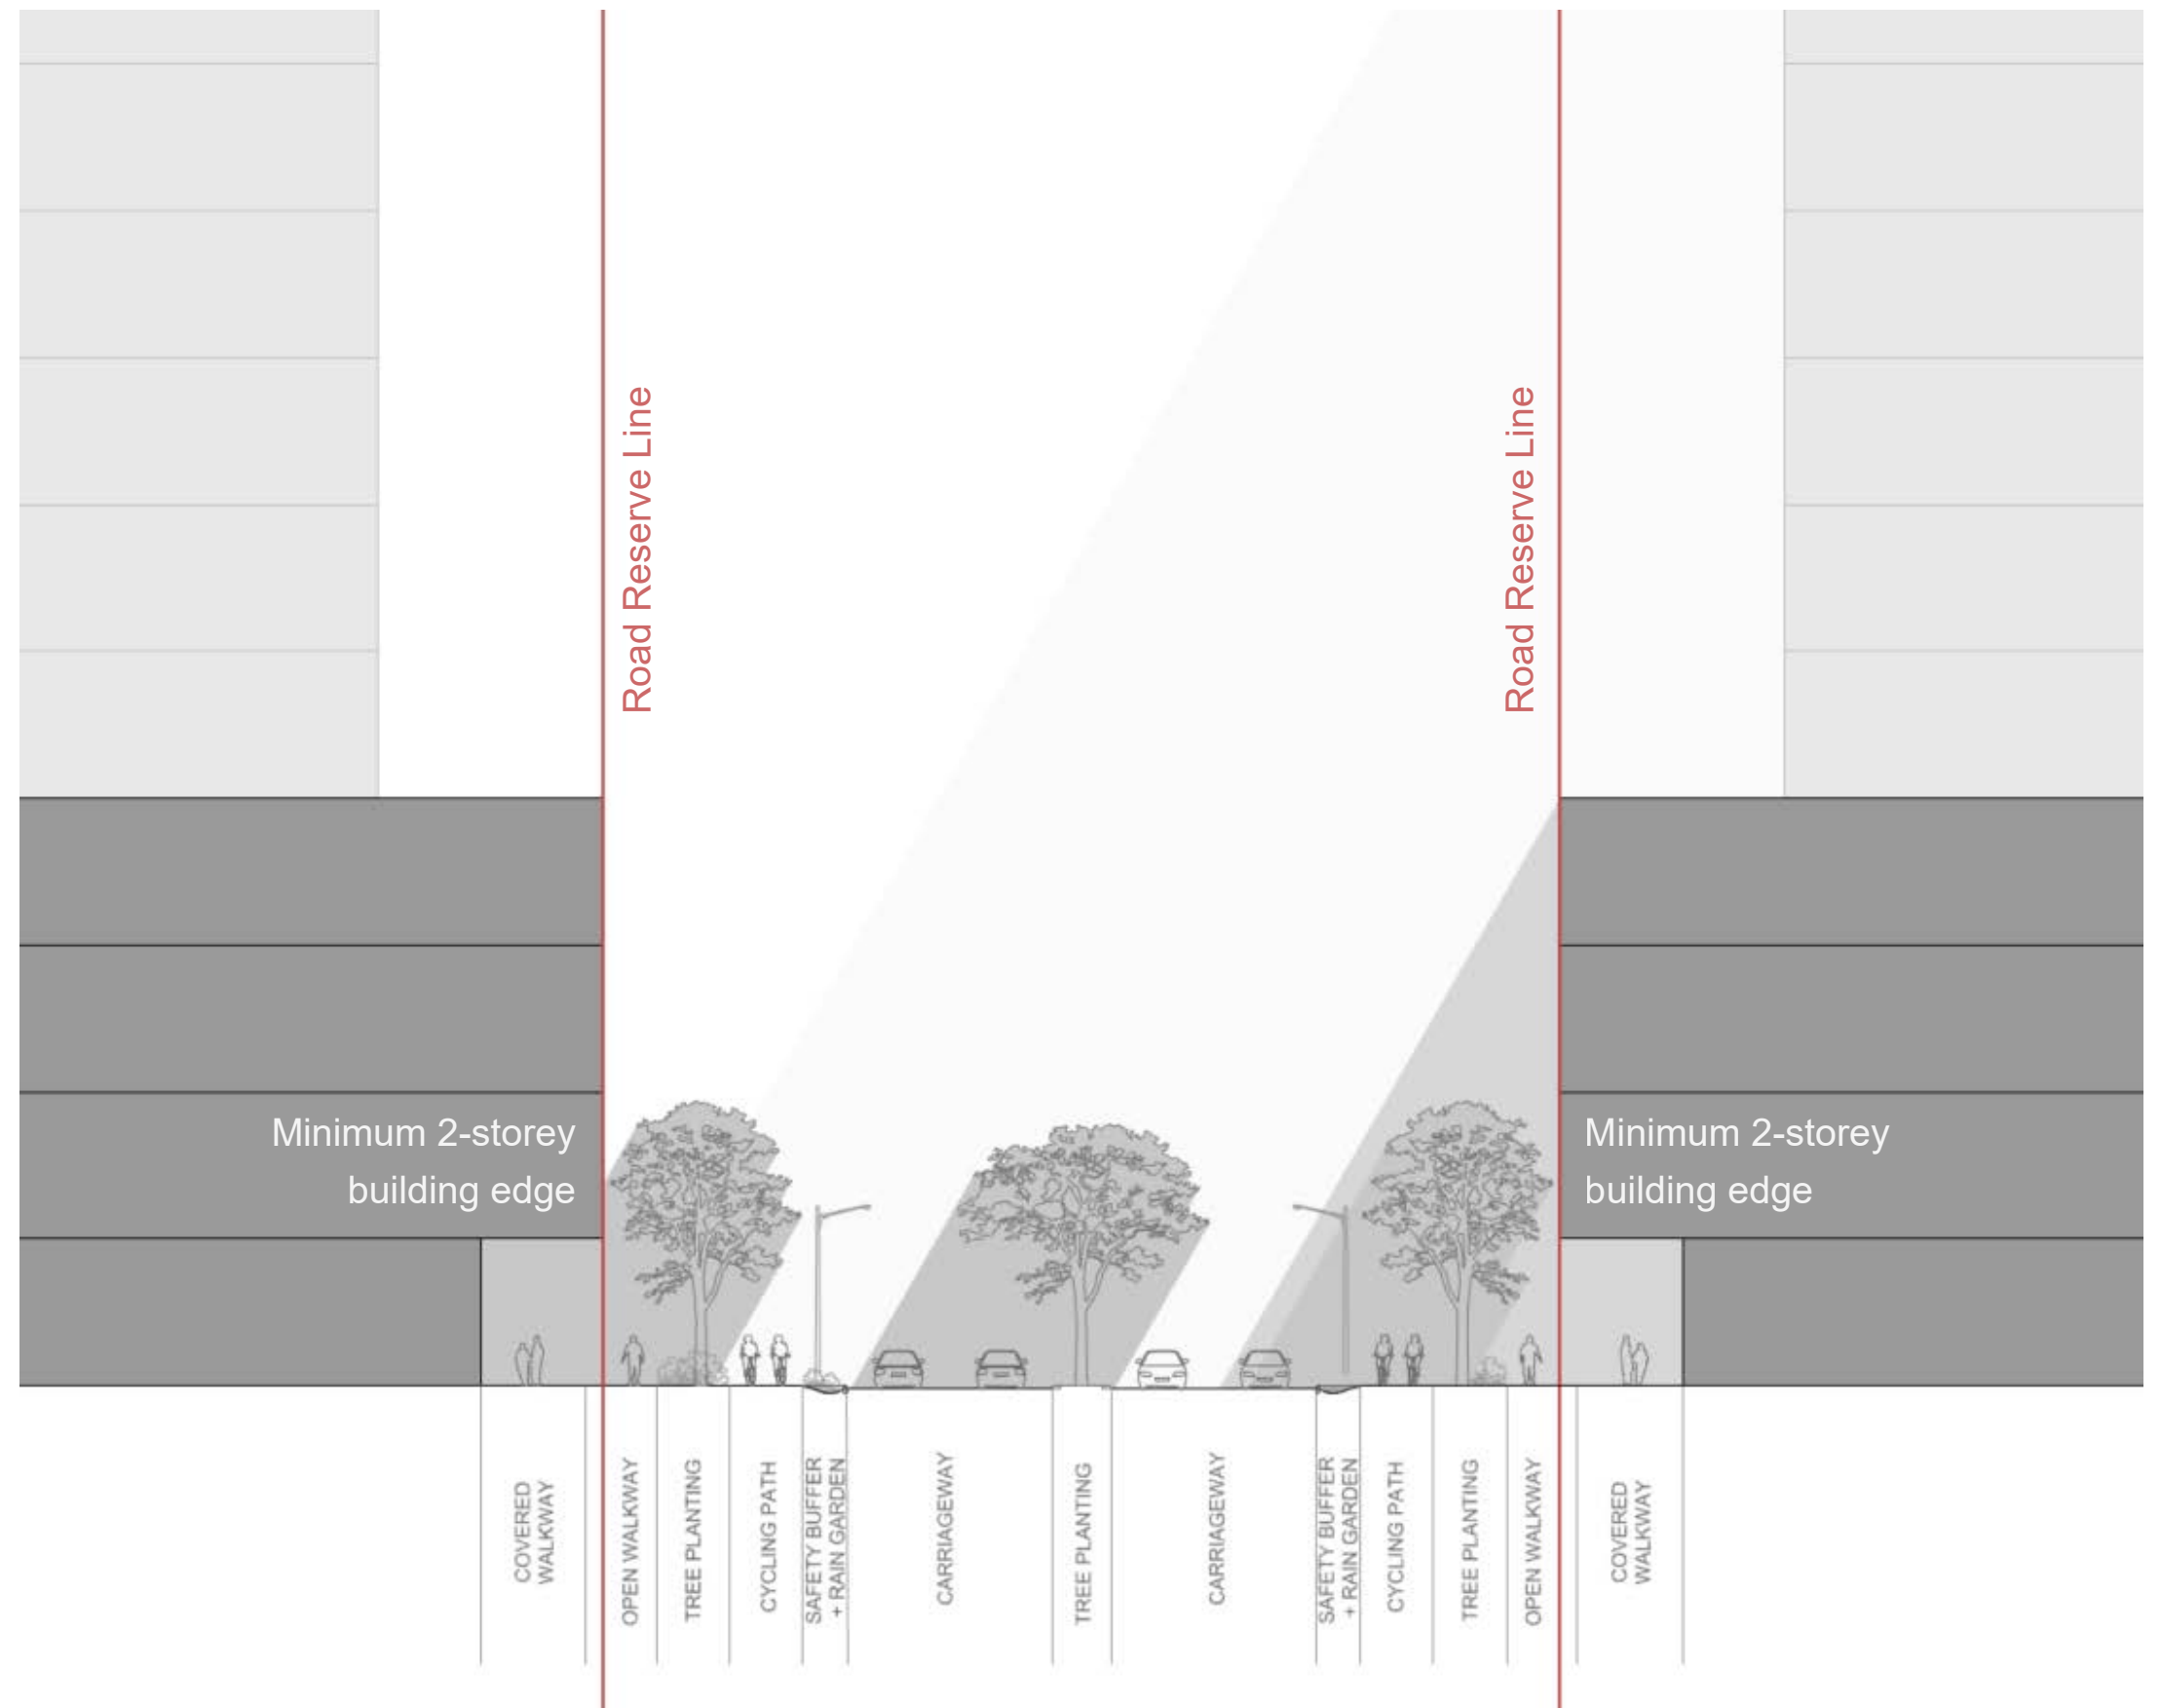 Road Reserve Line
Road Reserve Line
Minimum 2-storey
building edge
Minimum 2-storey
building edge
COVERED
WALKWAY
OPEN WALKWAY
TREE PLANTING
CYCLING PATH
SAFETY BUFFER
+ RAIN GARDEN
CARRIAGEWAY
TREE PLANTING
CARRIAGEWAY
SAFETY BUFFER
+ RAIN GARDEN
CYCLING PATH
TREE PLANTING
OPEN WALKWAY
COVERED
WALKWAY